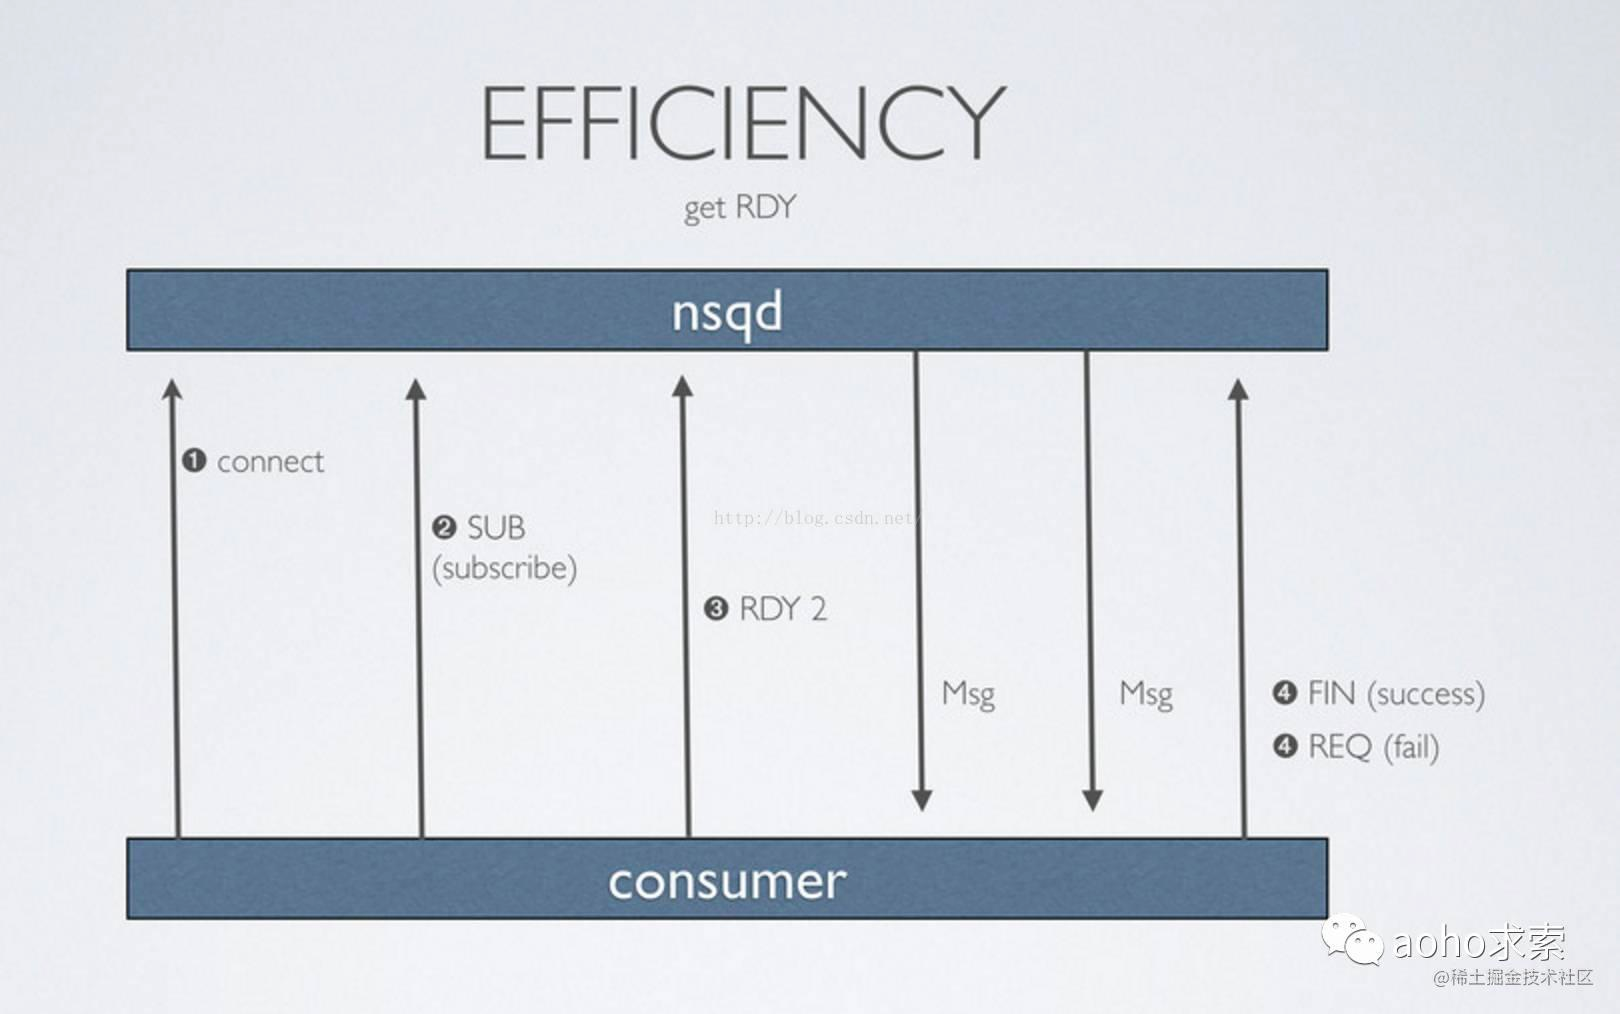 EFFICIENCY
get RDY
nsqd
❶ connect
❷ SUB
(subscribe)
http://blog.csdn.net/
❸ RDY 2
Msg
Msg
❹ FIN (success)
❹ REQ (fail)
consumer
aoho求索
@稀土掘金技术社区